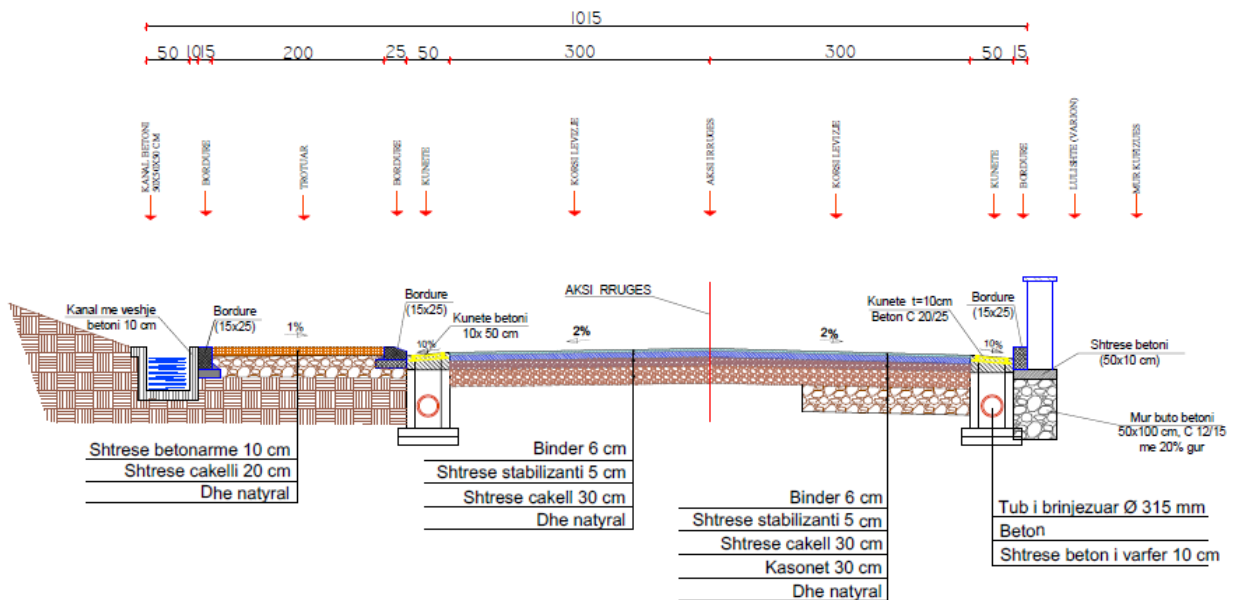 1015
50 10 15 200 25 50 300 300 50 15
KANAL BETONI
50X50X50 CM
BORDURE
TROTUAR
BORDURE
KUNETE
KORSI LEVIZJE
AKSI I RRUGES
KORSI LEVIZJE
KUNETE
BORDURE
LULISHTE (VARION)
MUR KUFIZUES
Kanal me veshje
betoni 10 cm
Bordure
(15x25)
1%
Bordure
(15x25)
Kunete betoni
10x 50 cm
10%
2%
AKSI RRUGES
2%
Kunete t=10cm
Beton C 20/25
10%
Bordure
(15x25)
Shtrese betoni
(50x10 cm)
Mur buto betoni
50x100 cm, C 12/15
me 20% gur
Shtrese betonarme 10 cm
Shtrese cakelli 20 cm
Dhe natyral
Binder 6 cm
Shtrese stabilizanti 5 cm
Shtrese cakell 30 cm
Dhe natyral
Binder 6 cm
Shtrese stabilizanti 5 cm
Shtrese cakell 30 cm
Kasonet 30 cm
Dhe natyral
Tub i brinjezuar Ø 315 mm
Beton
Shtrese beton i varfer 10 cm